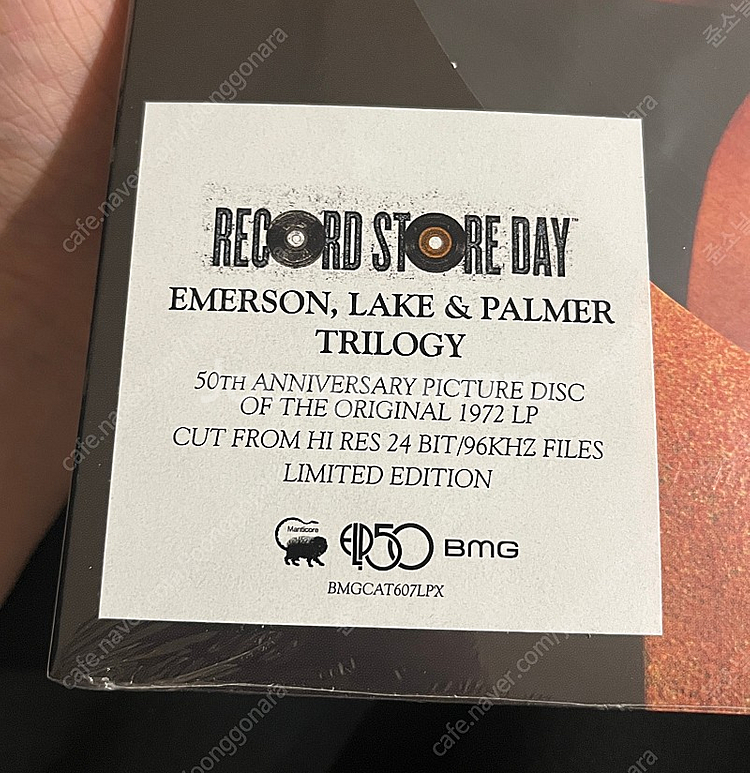 RECORD STORE DAY™
EMERSON, LAKE & PALMER
TRILOGY
50TH ANNIVERSARY PICTURE DISC
OF THE ORIGINAL 1972 LP
CUT FROM HI RES 24 BIT/96KHZ FILES
LIMITED EDITION
Manticore ELP50 BMG
BMGCAT607LPX
cafe.naver.com/joonggonara